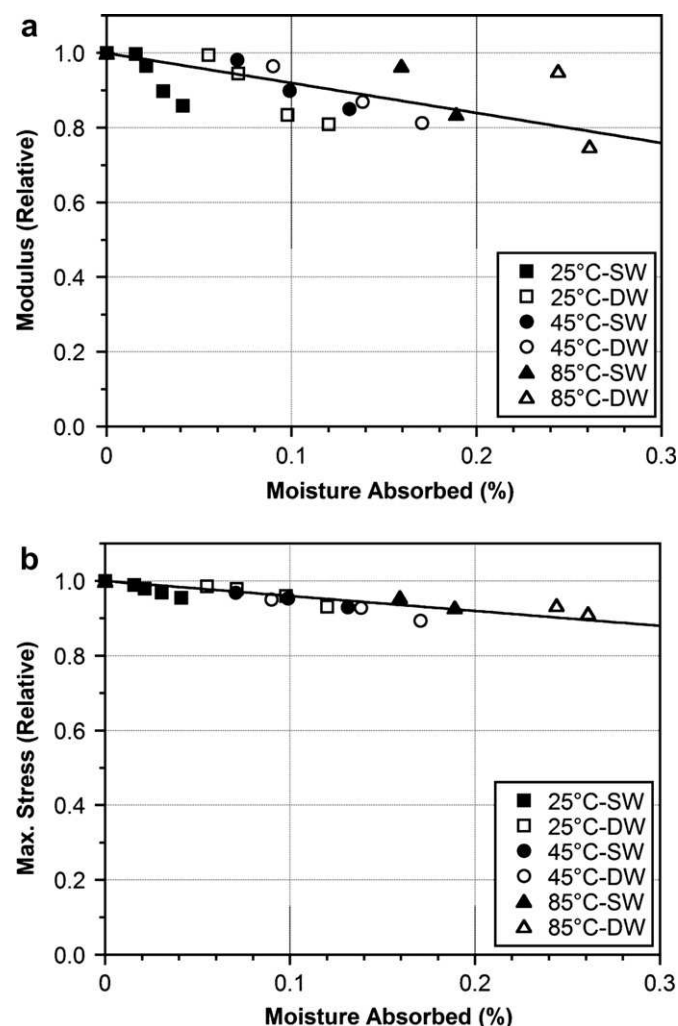 a
1.0
0.8
0.6
0.4
0.2
0.0
Modulus (Relative)
25°C-SW
25°C-DW
45°C-SW
45°C-DW
85°C-SW
85°C-DW
0 0.1 0.2 0.3
Moisture Absorbed (%)
b
1.0
0.8
0.6
0.4
0.2
0.0
Max. Stress (Relative)
25°C-SW
25°C-DW
45°C-SW
45°C-DW
85°C-SW
85°C-DW
0 0.1 0.2 0.3
Moisture Absorbed (%)